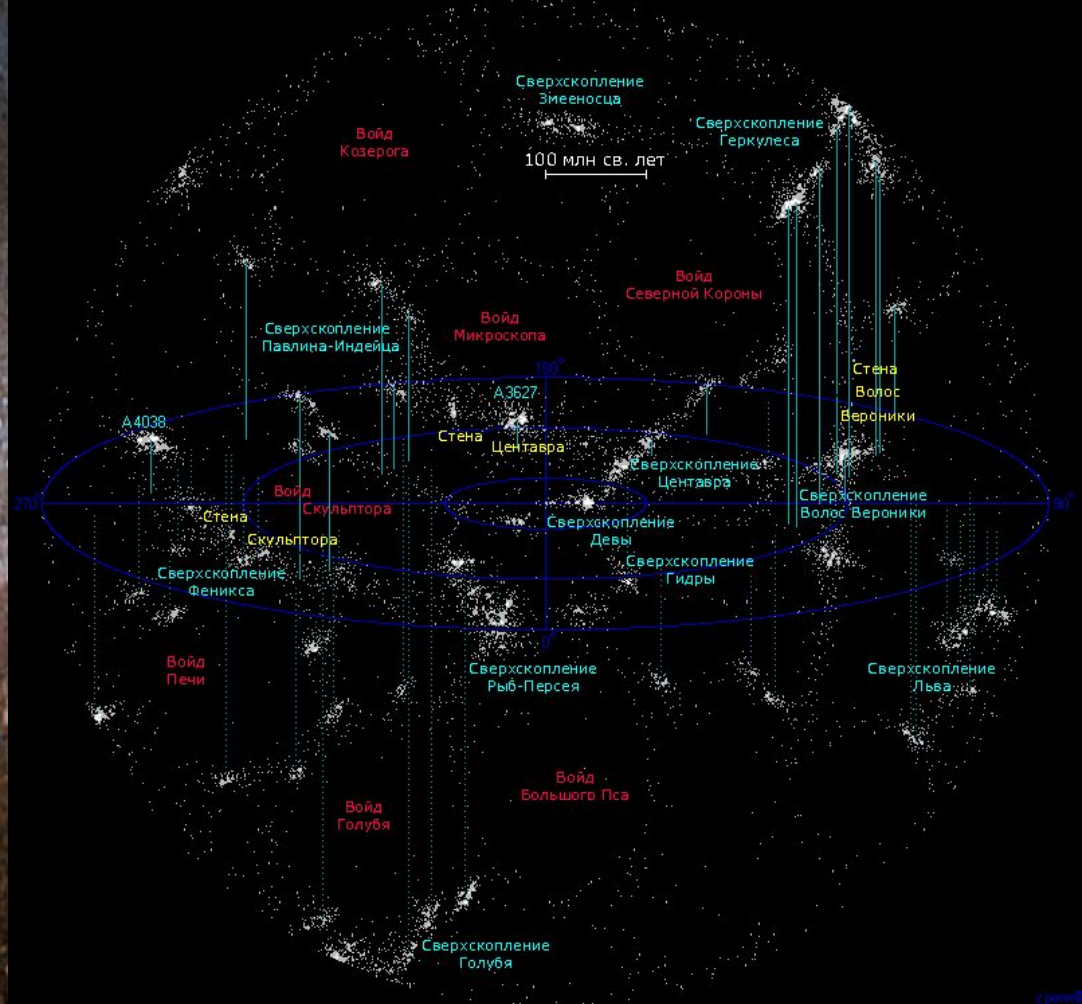 Сверхскопление
Змееносца
Сверхскопление
Геркулеса
Войд
Козерога
100 млн св. лет
Войд
Северной Короны
Войд
Микроскопа
Сверхскопление
Павлина-Индейца
180°
Стена
Волос
Вероники
A3627
A4038
Стена
Центавра
Сверхскопление
Центавра
Войд
Скульптора
270°
90°
Сверхскопление
Волос Вероники
Стена
Скульптора
Сверхскопление
Девы
Сверхскопление
Гидры
Сверхскопление
Феникса
0°
Войд
Печи
Сверхскопление
Рыб-Персея
Сверхскопление
Льва
Войд
Большого Пса
Войд
Голубя
Сверхскопление
Голубя